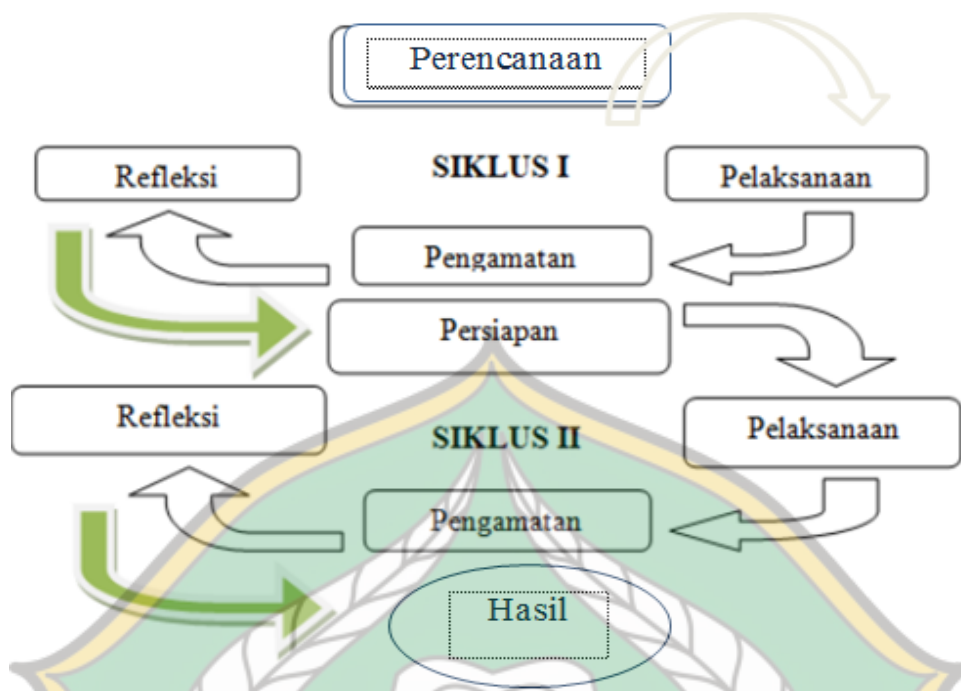 Perencanaan
Refleksi
SIKLUS I
Pelaksanaan
Pengamatan
Persiapan
Refleksi
SIKLUS II
Pelaksanaan
Pengamatan
Hasil